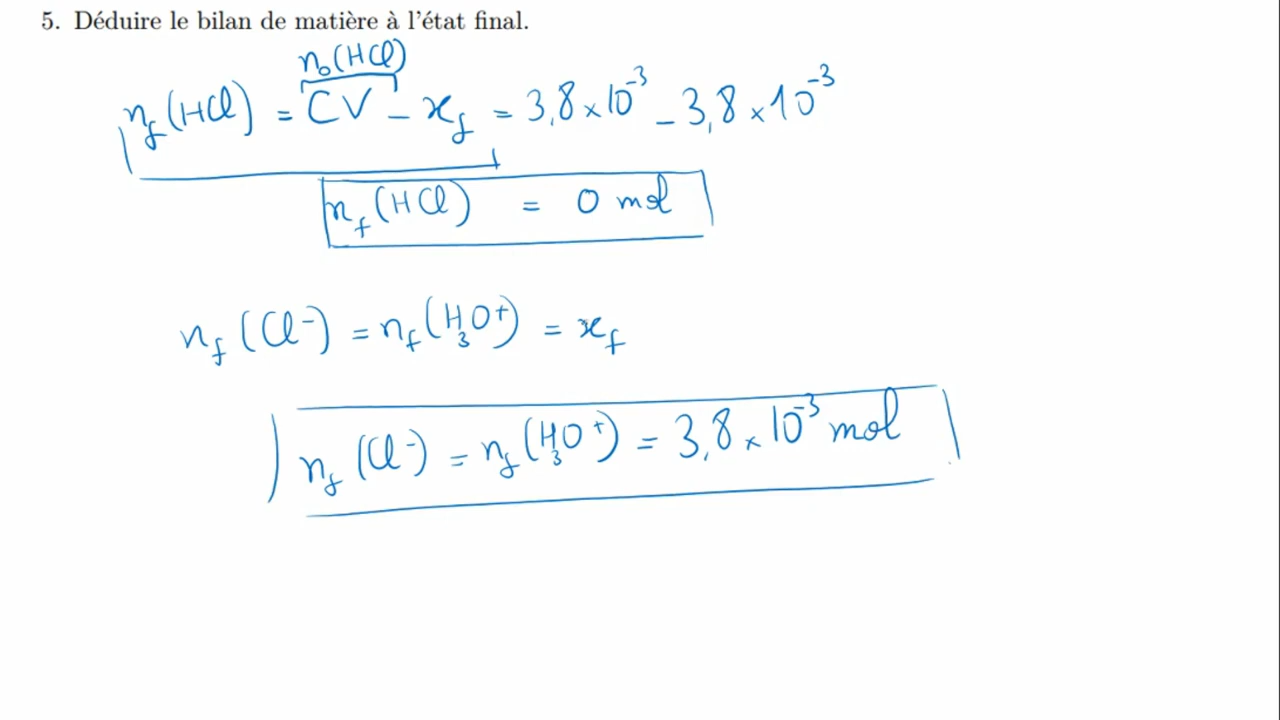 5. Déduire le bilan de matière à l'état final.
n₀(HCl)
n_f(HCl) = CV - x_f = 3,8 × 10⁻³ - 3,8 × 10⁻³
n_f(HCl) = 0 mol
n_f(Cl⁻) = n_f(H₃O⁺) = x_f
n_f(Cl⁻) = n_f(H₃O⁺) = 3,8 × 10⁻³ mol